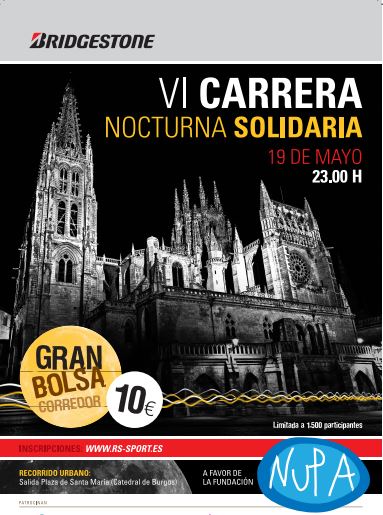 BRIDGESTONE
VI CARRERA
NOCTURNA SOLIDARIA
19 DE MAYO
23.00 H
GRAN
BOLSA
CORREDOR
10€
Limitada a 1.500 participantes
INSCRIPCIONES: WWW.RS-SPORT.ES
RECORRIDO URBANO:
Salida Plaza de Santa María (Catedral de Burgos)
A FAVOR DE
LA FUNDACIÓN
NUPA
PATROCINAN